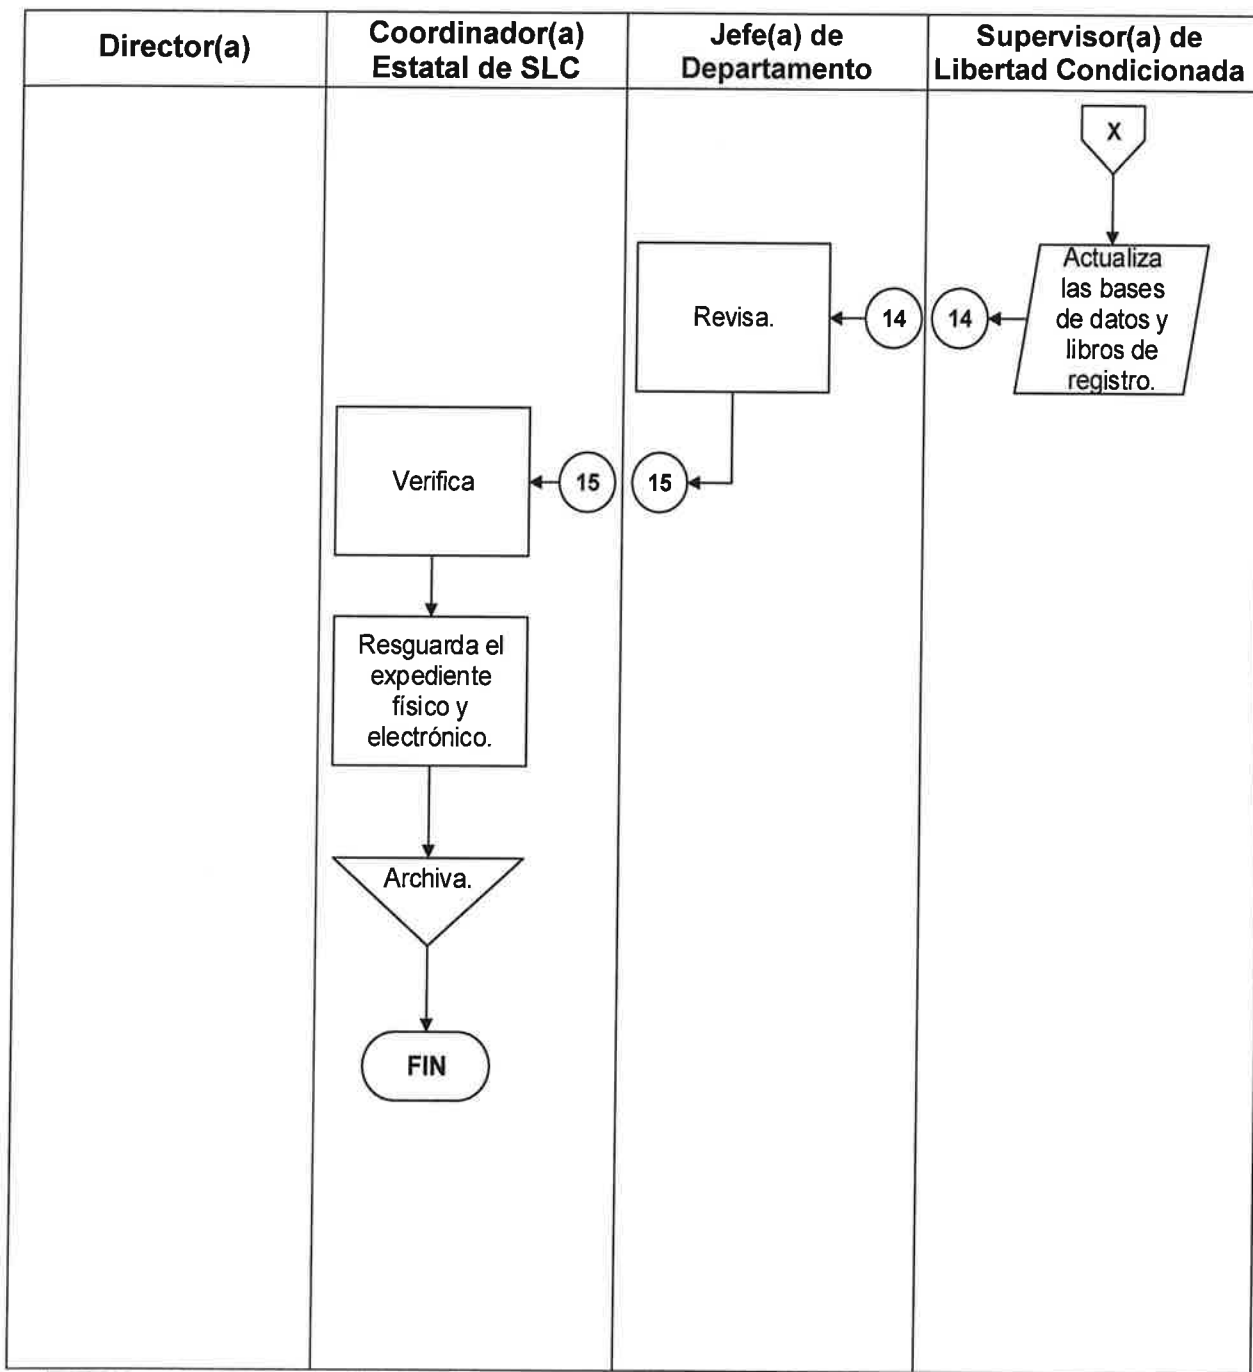 Director(a)
Coordinador(a)
Estatal de SLC
Jefe(a) de
Departamento
Supervisor(a) de
Libertad Condicionada
X
Actualiza
las bases
de datos y
libros de
registro.
14
14
Revisa.
15
15
Verifica
Resguarda el
expediente
físico y
electrónico.
Archiva.
FIN